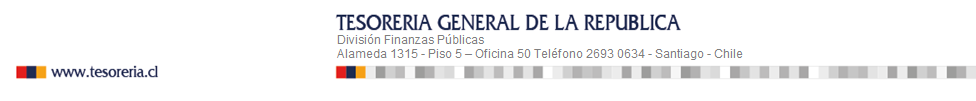 TESORERIA GENERAL DE LA REPUBLICA
División Finanzas Públicas
Alameda 1315 - Piso 5 – Oficina 50 Teléfono 2693 0634 - Santiago - Chile
www.tesoreria.cl